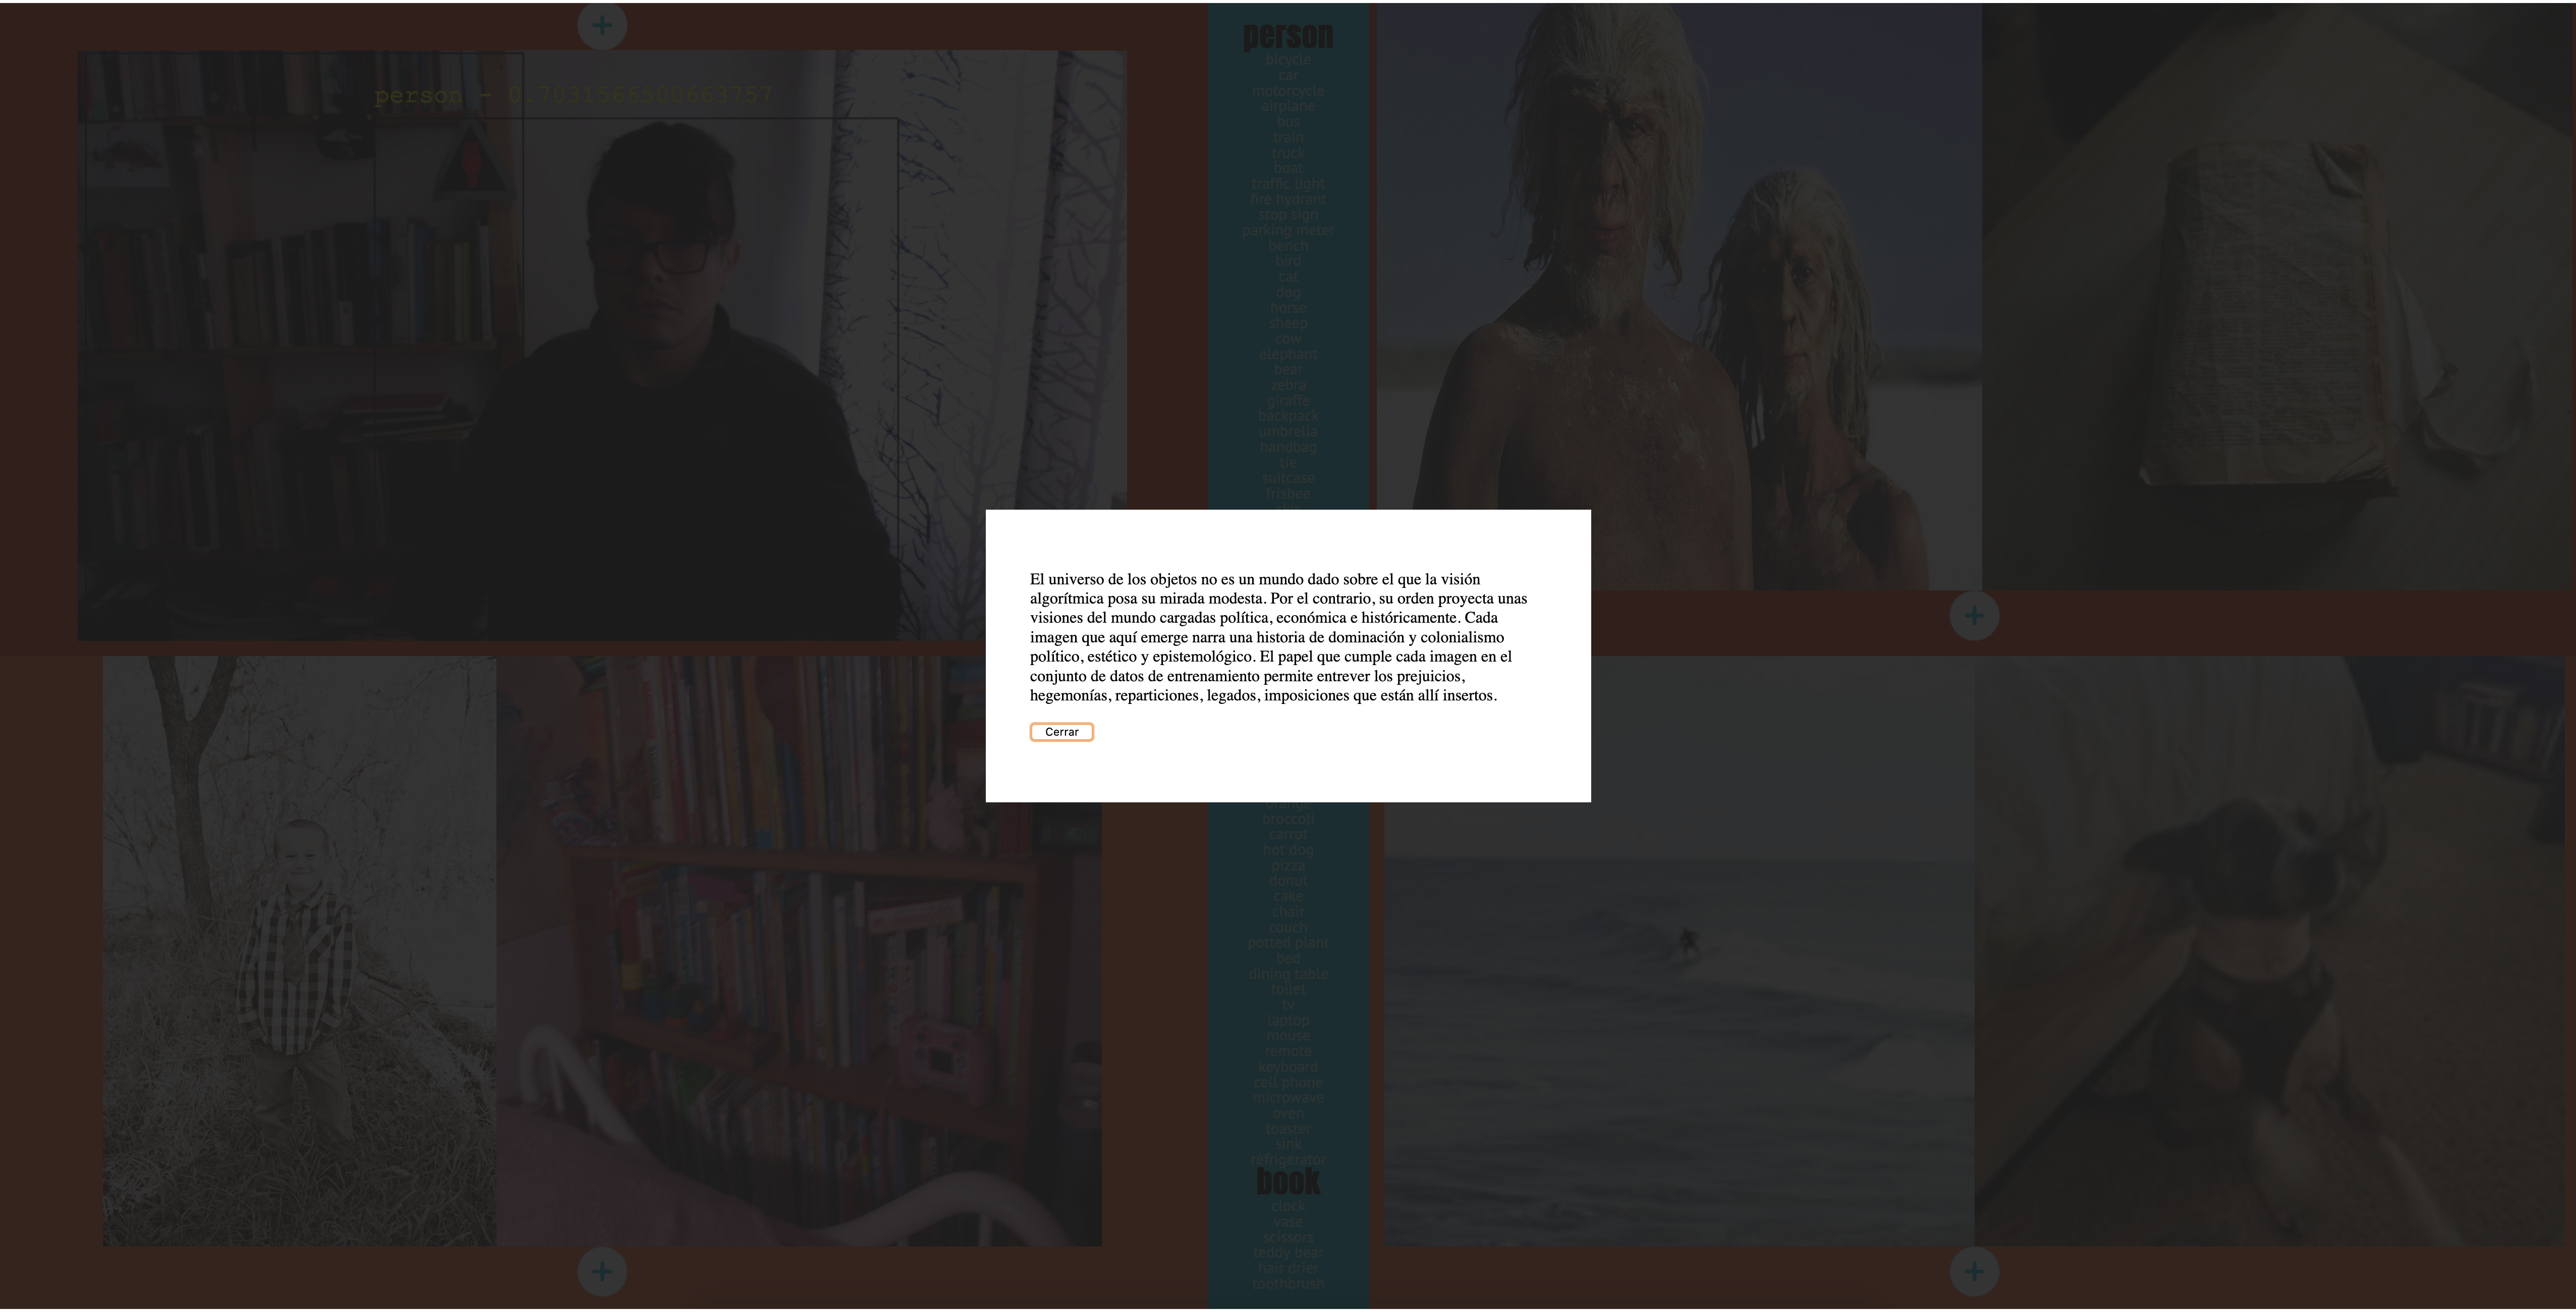 person
bicycle
car
motorcycle
airplane
bus
train
truck
boat
traffic light
fire hydrant
stop sign
parking meter
bench
bird
cat
dog
horse
sheep
cow
elephant
bear
zebra
giraffe
backpack
umbrella
handbag
tie
suitcase
frisbee
person - 0.7031566500663757
El universo de los objetos no es un mundo dado sobre el que la visión
algorítmica posa su mirada modesta. Por el contrario, su orden proyecta unas
visiones del mundo cargadas política, económica e históricamente. Cada
imagen que aquí emerge narra una historia de dominación y colonialismo
político, estético y epistemológico. El papel que cumple cada imagen en el
conjunto de datos de entrenamiento permite entrever los prejuicios,
hegemonías, reparticiones, legados, imposiciones que están allí insertos.
Cerrar
orange
broccoli
carrot
hot dog
pizza
donut
cake
chair
couch
potted plant
bed
dining table
toilet
tv
laptop
mouse
remote
keyboard
cell phone
microwave
oven
toaster
sink
refrigerator
book
clock
vase
scissors
teddy bear
hair drier
toothbrush